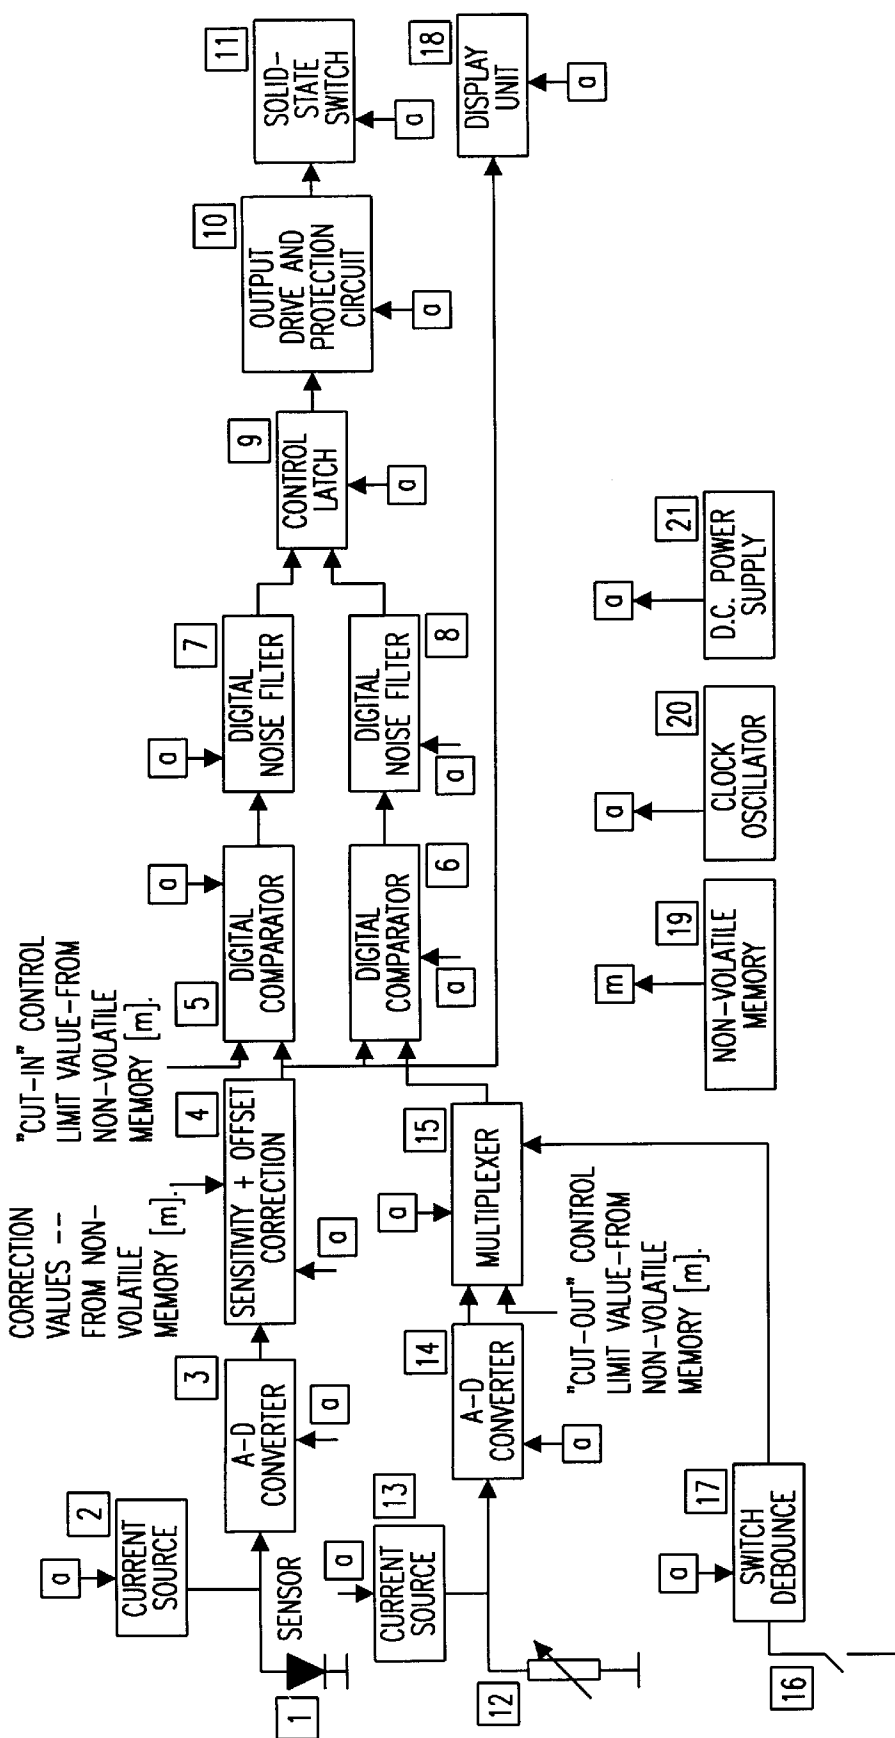 CORRECTION
VALUES --
FROM NON-
VOLATILE
MEMORY [m].
"CUT-IN" CONTROL
LIMIT VALUE-FROM
NON-VOLATILE
MEMORY [m].
a
2
CURRENT
SOURCE
1
SENSOR
3
A-D
CONVERTER
a
4
SENSITIVITY + OFFSET
CORRECTION
a
5
a
DIGITAL
COMPARATOR
a
7
DIGITAL
NOISE FILTER
6
DIGITAL
COMPARATOR
a
8
DIGITAL
NOISE FILTER
a
9
CONTROL
LATCH
a
10
OUTPUT
DRIVE AND
PROTECTION
CIRCUIT
a
11
SOLID-
STATE
SWITCH
a
18
DISPLAY
UNIT
a
12
a
13
CURRENT
SOURCE
14
A-D
CONVERTER
a
15
a
MULTIPLEXER
"CUT-OUT" CONTROL
LIMIT VALUE-FROM
NON-VOLATILE
MEMORY [m].
16
a
17
SWITCH
DEBOUNCE
m
19
NON-VOLATILE
MEMORY
a
20
CLOCK
OSCILLATOR
a
21
D.C. POWER
SUPPLY